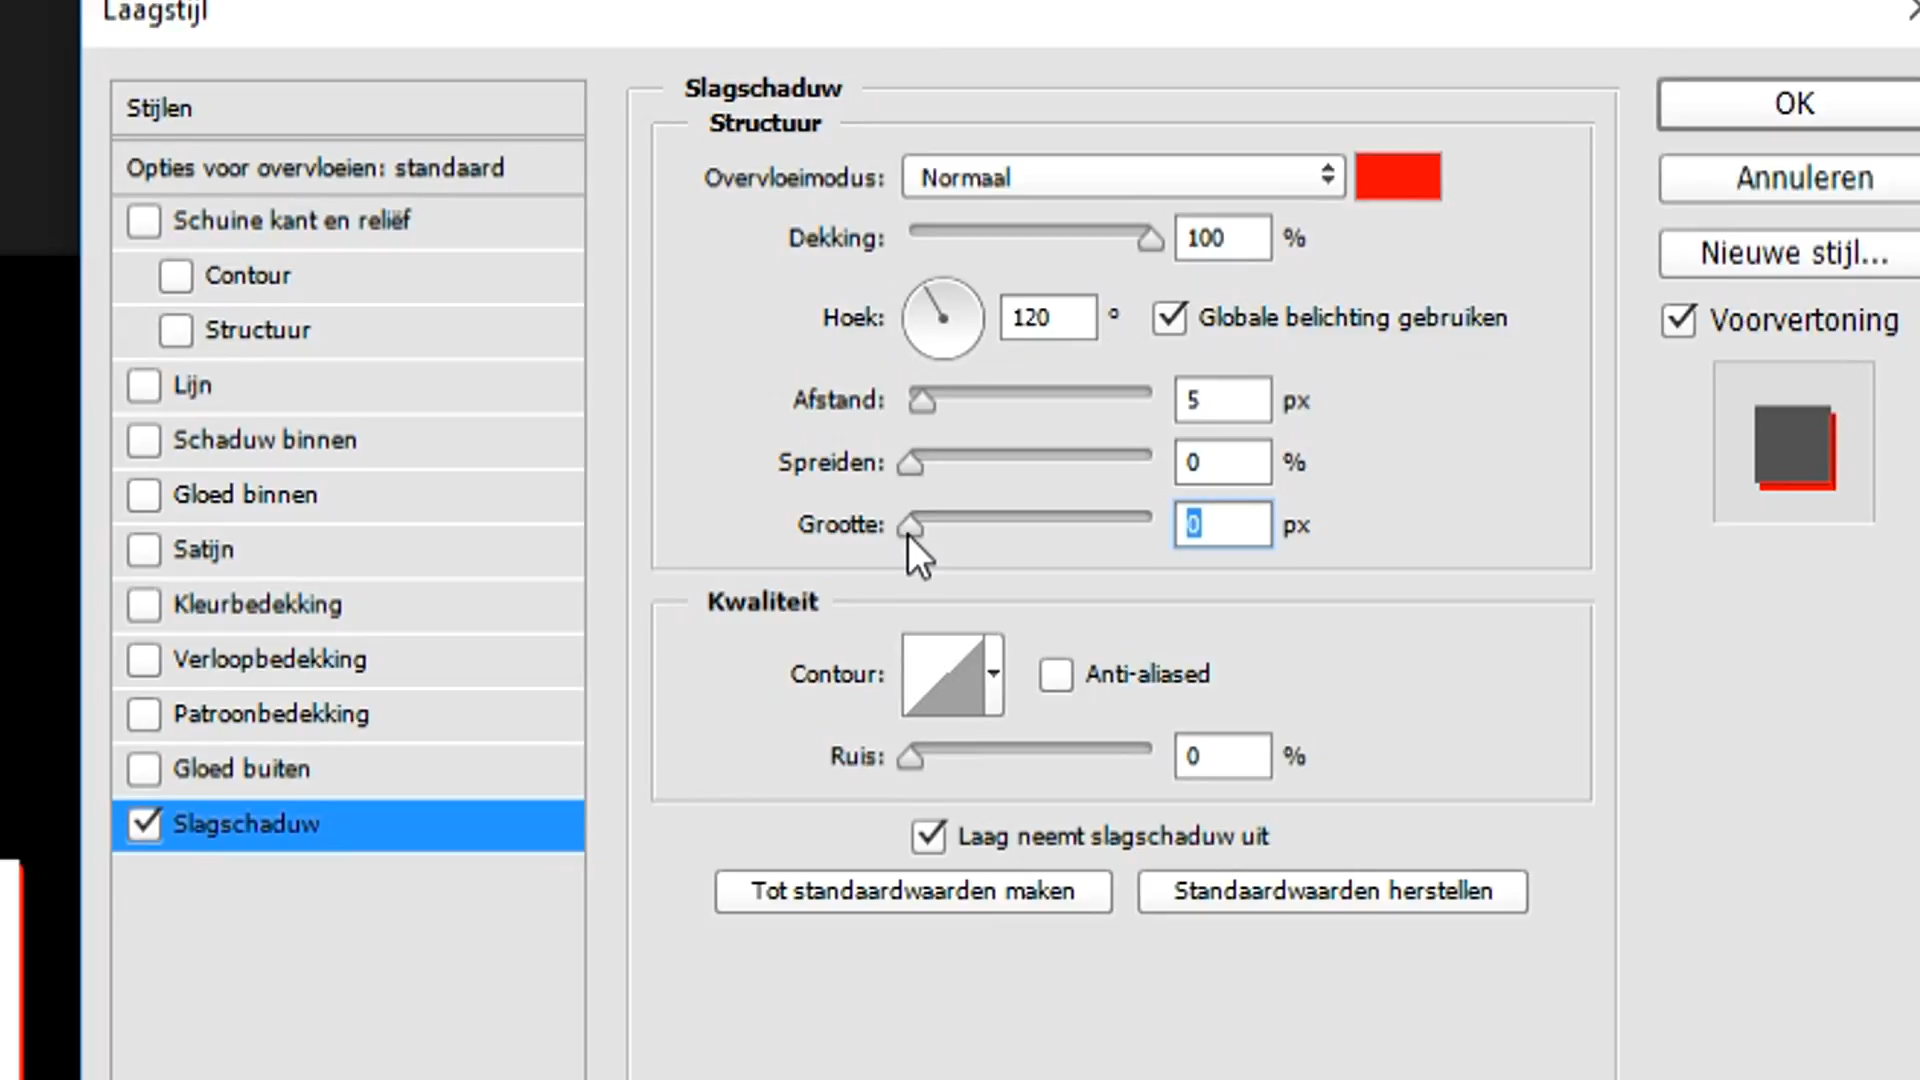 Laagstijl
Stijlen
Opties voor overvloeien: standaard
Schuine kant en reliëf
Contour
Structuur
Lijn
Schaduw binnen
Gloed binnen
Satijn
Kleurbedekking
Verloopbedekking
Patroonbedekking
Gloed buiten
Slagschaduw
Slagschaduw
Structuur
Overvloeimodus: Normaal
Dekking: 100 %
Hoek: 120 ° Globale belichting gebruiken
Afstand: 5 px
Spreiden: 0 %
Grootte: 0 px
Kwaliteit
Contour: Anti-aliased
Ruis: 0 %
Laag neemt slagschaduw uit
Tot standaardwaarden maken Standaardwaarden herstellen
OK
Annuleren
Nieuwe stijl...
Voorvertoning